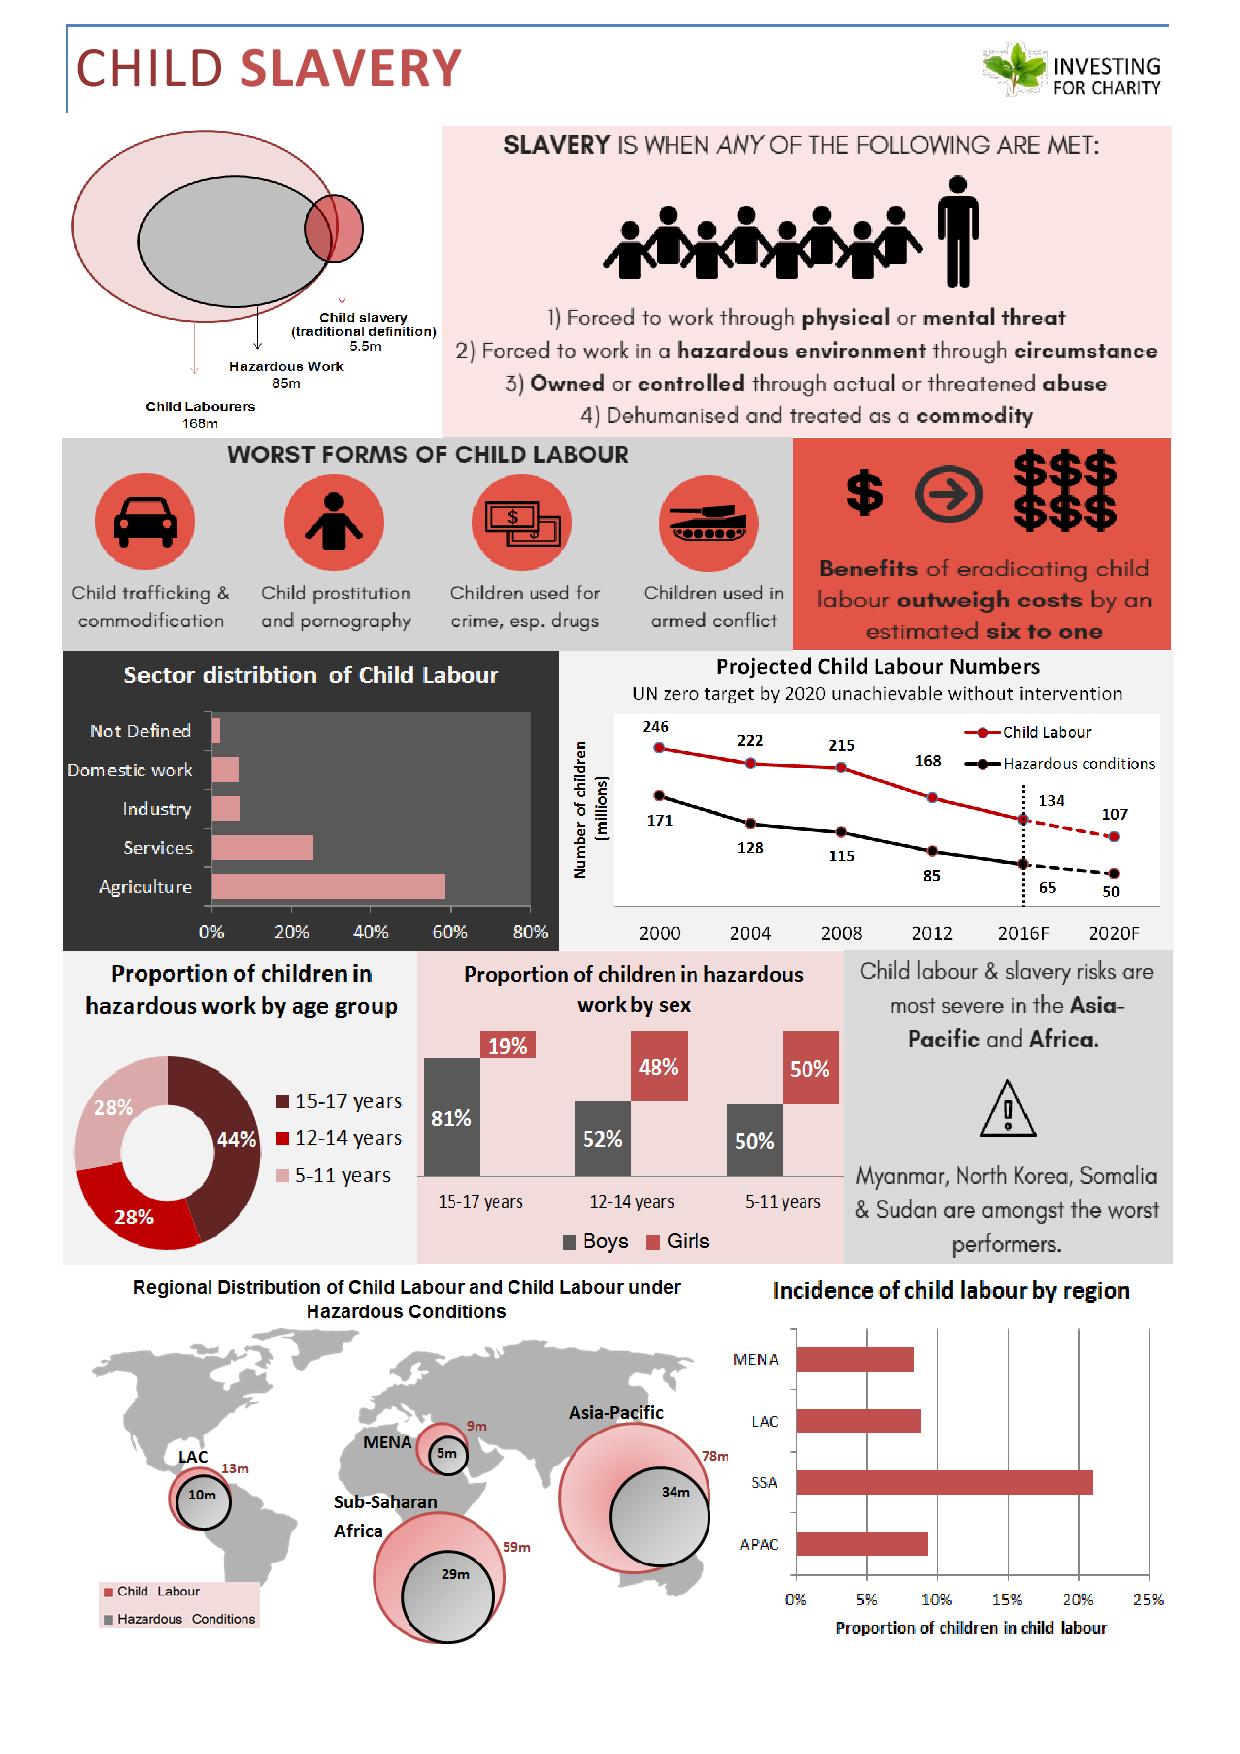 CHILD SLAVERY
INVESTING
FOR CHARITY
Child slavery
(traditional definition)
5.5m
Hazardous Work
85m
Child Labourers
168m
SLAVERY IS WHEN ANY OF THE FOLLOWING ARE MET:
1) Forced to work through physical or mental threat
2) Forced to work in a hazardous environment through circumstance
3) Owned or controlled through actual or threatened abuse
4) Dehumanised and treated as a commodity
WORST FORMS OF CHILD LABOUR
$
$
Child trafficking &
commodification
Child prostitution
and pornography
Children used for
crime, esp. drugs
Children used in
armed conflict
$
$$$
$$$
Benefits of eradicating child
labour outweigh costs by an
estimated six to one
Sector distribtion of Child Labour
Not Defined
Domestic work
Industry
Services
Agriculture
0% 20% 40% 60% 80%
Projected Child Labour Numbers
UN zero target by 2020 unachievable without intervention
Number of children
(millions)
246
222
215
168
134
107
171
128
115
85
65
50
Child Labour
Hazardous conditions
2000 2004 2008 2012 2016F 2020F
Proportion of children in
hazardous work by age group
28%
44%
28%
15-17 years
12-14 years
5-11 years
Proportion of children in hazardous
work by sex
19%
48%
50%
81%
52%
50%
15-17 years 12-14 years 5-11 years
Boys Girls
Child labour & slavery risks are
most severe in the Asia-
Pacific and Africa.
!
Myanmar, North Korea, Somalia
& Sudan are amongst the worst
performers.
Regional Distribution of Child Labour and Child Labour under
Hazardous Conditions
LAC
13m
10m
MENA
9m
5m
Asia-Pacific
78m
34m
Sub-Saharan
Africa
59m
29m
Child Labour
Hazardous Conditions
Incidence of child labour by region
MENA
LAC
SSA
APAC
0% 5% 10% 15% 20% 25%
Proportion of children in child labour